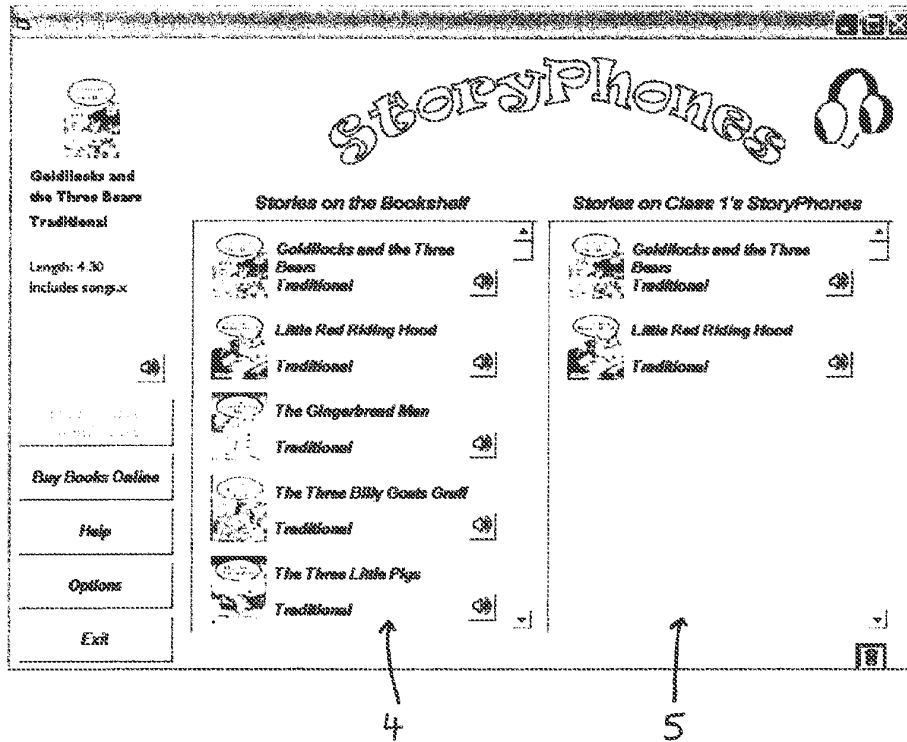 StoryPhones
Goldilocks and
the Three Bears
Traditional
Length: 4.30
Includes songs.x
Buy Books Online
Help
Options
Exit
Stories on the Bookshelf
Goldilocks and the Three
Bears
Traditional
Little Red Riding Hood
Traditional
The Gingerbread Man
Traditional
The Three Billy Goats Gruff
Traditional
The Three Little Pigs
Traditional
Stories on Class 1's StoryPhones
Goldilocks and the Three
Bears
Traditional
Little Red Riding Hood
Traditional
4
5